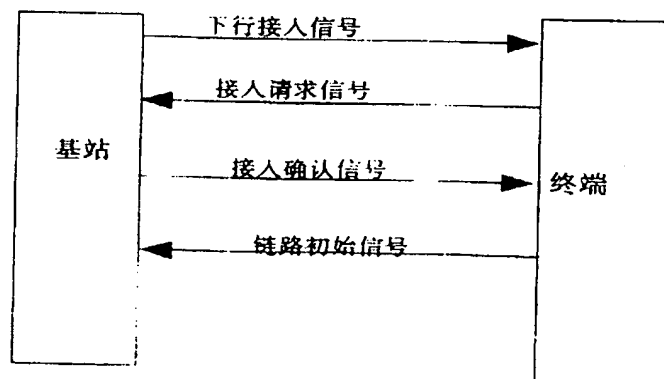 下行接入信号
接入请求信号
基站
接入确认信号
终端
链路初始信号